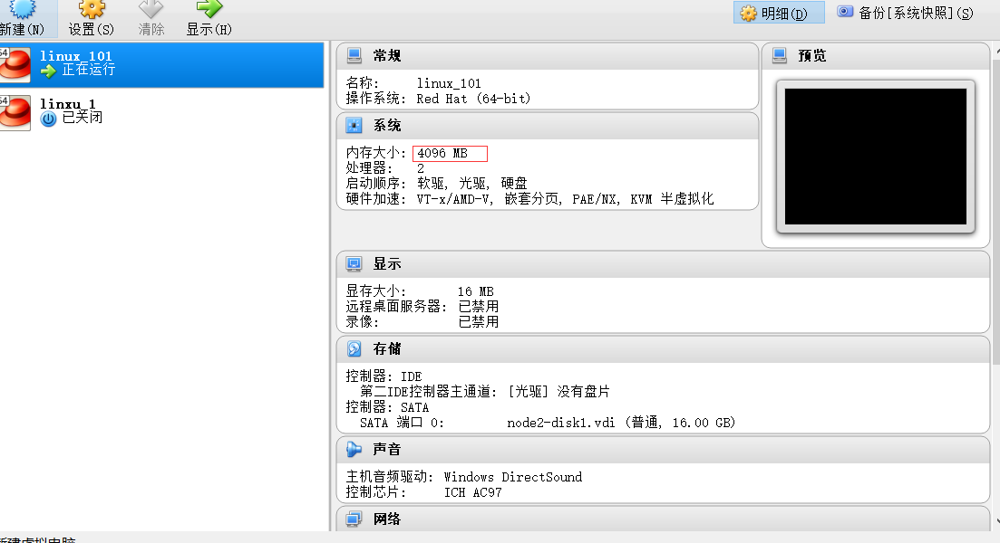 新建(N) 设置(S) 清除 显示(H) 明细(D) 备份[系统快照](S)
64 linux_101
正在运行
64 linxu_1
已关闭
常规
名称: linux_101
操作系统: Red Hat (64-bit)
系统
内存大小: 4096 MB
处理器: 2
启动顺序: 软驱, 光驱, 硬盘
硬件加速: VT-x/AMD-V, 嵌套分页, PAE/NX, KVM 半虚拟化
预览
显示
显存大小: 16 MB
远程桌面服务器: 已禁用
录像: 已禁用
存储
控制器: IDE
第二IDE控制器主通道: [光驱] 没有盘片
控制器: SATA
SATA 端口 0: node2-disk1.vdi (普通, 16.00 GB)
声音
主机音频驱动: Windows DirectSound
控制芯片: ICH AC97
网络
新建虚拟电脑